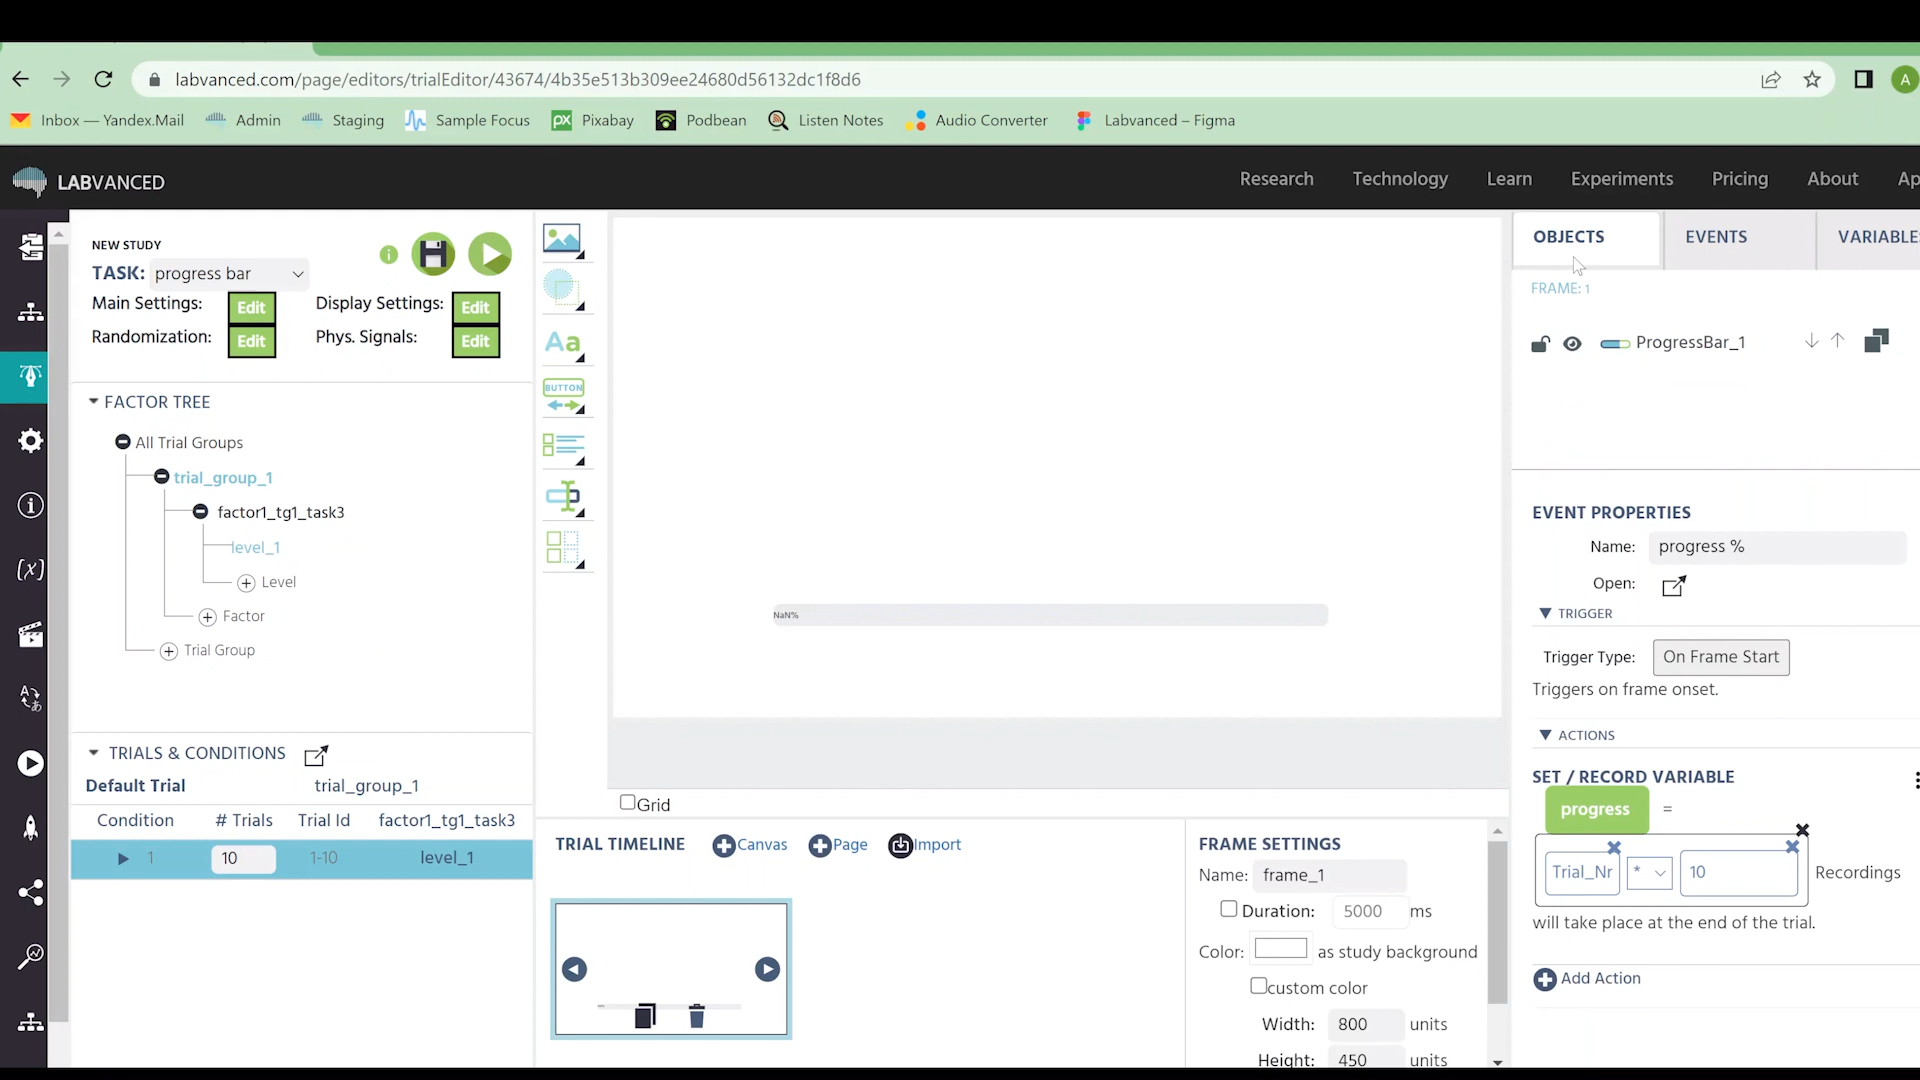 labvanced.com/page/editors/trialEditor/43674/4b35e513b309ee24680d56132dc1f8d6
A
Inbox — Yandex.Mail Admin Staging Sample Focus Pixabay Podbean Listen Notes Audio Converter Labvanced – Figma
LABVANCED Research Technology Learn Experiments Pricing About Ap
NEW STUDY
TASK: progress bar
Main Settings: Edit Display Settings: Edit
Randomization: Edit Phys. Signals: Edit
FACTOR TREE
All Trial Groups
trial_group_1
factor1_tg1_task3
level_1
Level
Factor
Trial Group
TRIALS & CONDITIONS
Default Trial trial_group_1
Condition # Trials Trial Id factor1_tg1_task3
1 10 1-10 level_1
Aa
BUTTON
NaN%
Grid
TRIAL TIMELINE Canvas Page Import
FRAME SETTINGS
Name: frame_1
Duration: 5000 ms
Color: as study background
custom color
Width: 800 units
Height: 450 units
OBJECTS EVENTS VARIABLE
FRAME: 1
ProgressBar_1
EVENT PROPERTIES
Name: progress %
Open:
TRIGGER
Trigger Type: On Frame Start
Triggers on frame onset.
ACTIONS
SET / RECORD VARIABLE
progress =
Trial_Nr * 10 Recordings
will take place at the end of the trial.
Add Action